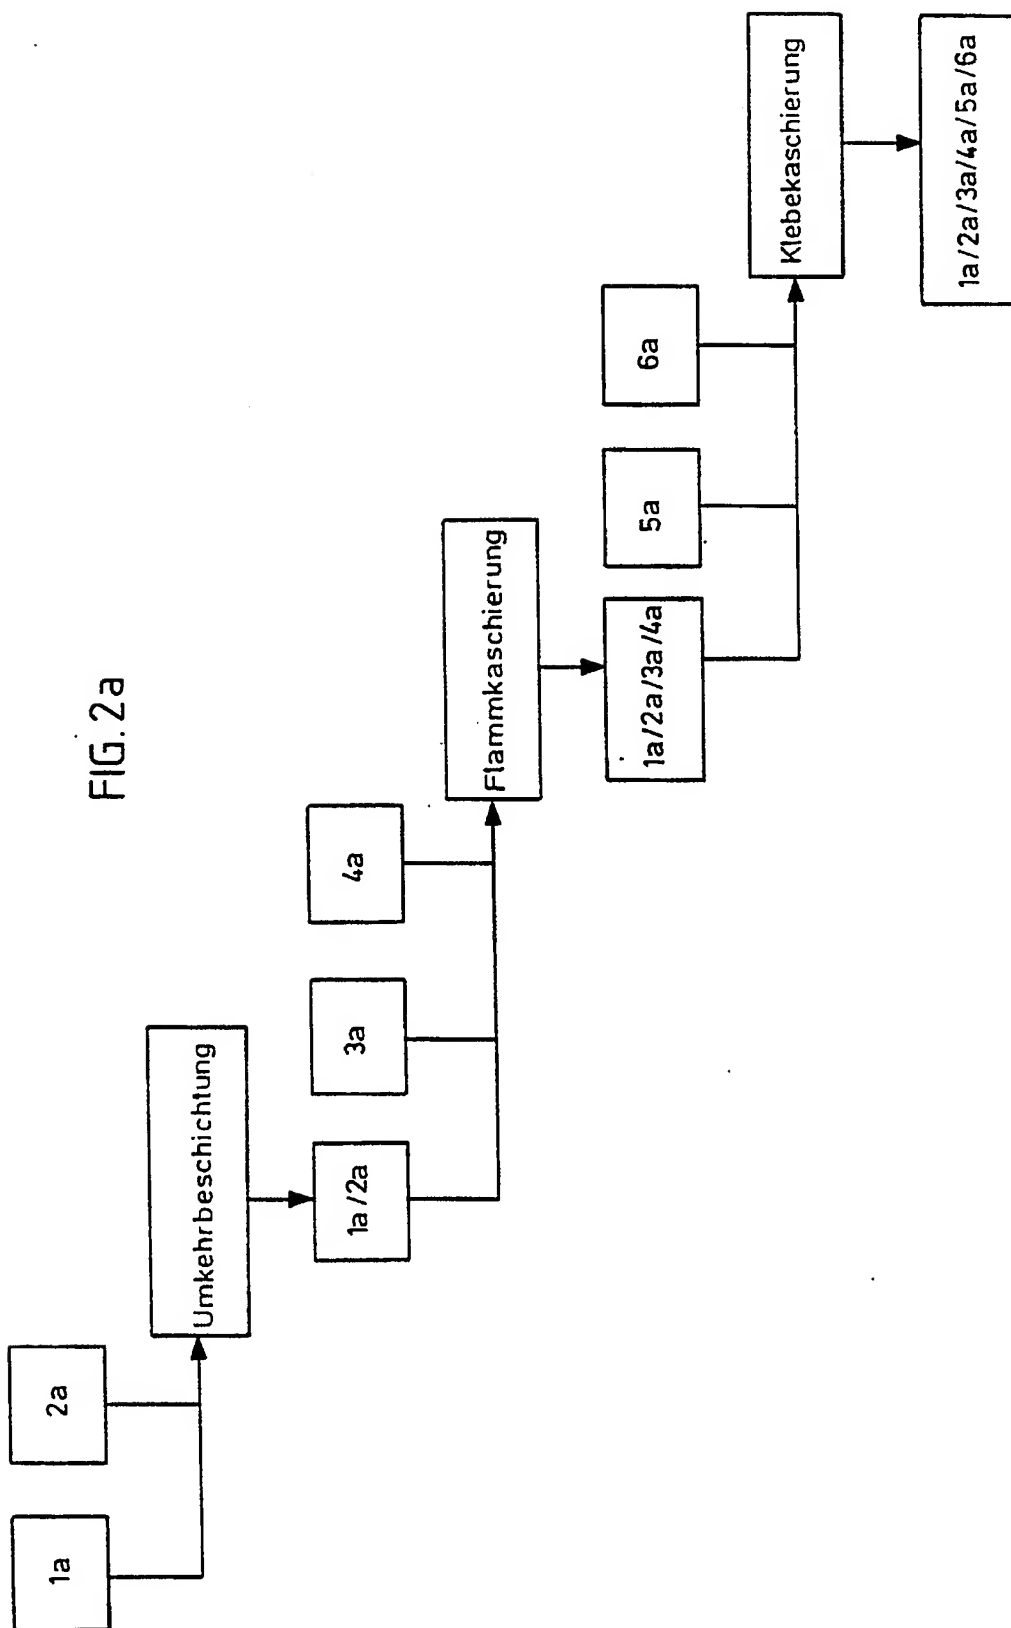 FIG. 2a
1a
2a
Umkehrbeschichtung
1a/2a
3a
4a
Flammkaschierung
1a/2a/3a/4a
5a
6a
Klebekaschierung
1a/2a/3a/4a/5a/6a